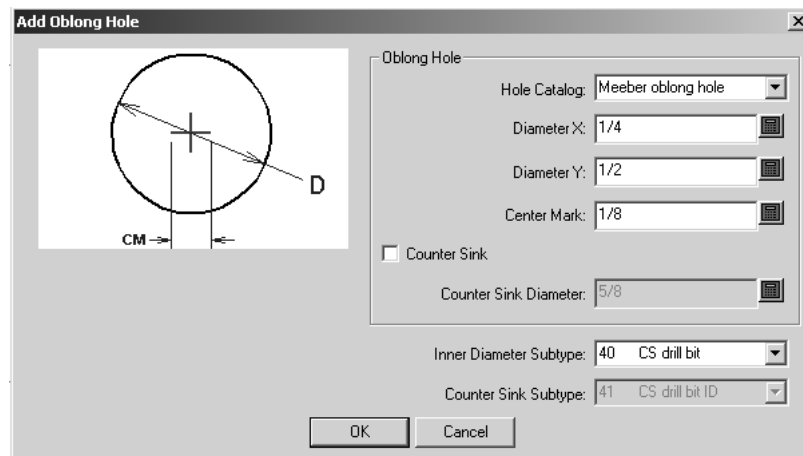 Add Oblong Hole
D
CM
Oblong Hole
Hole Catalog: Meeber oblong hole
Diameter X: 1/4
Diameter Y: 1/2
Center Mark: 1/8
Counter Sink
Counter Sink Diameter: 5/8
Inner Diameter Subtype: 40 CS drill bit
Counter Sink Subtype: 41 CS drill bit ID
OK Cancel